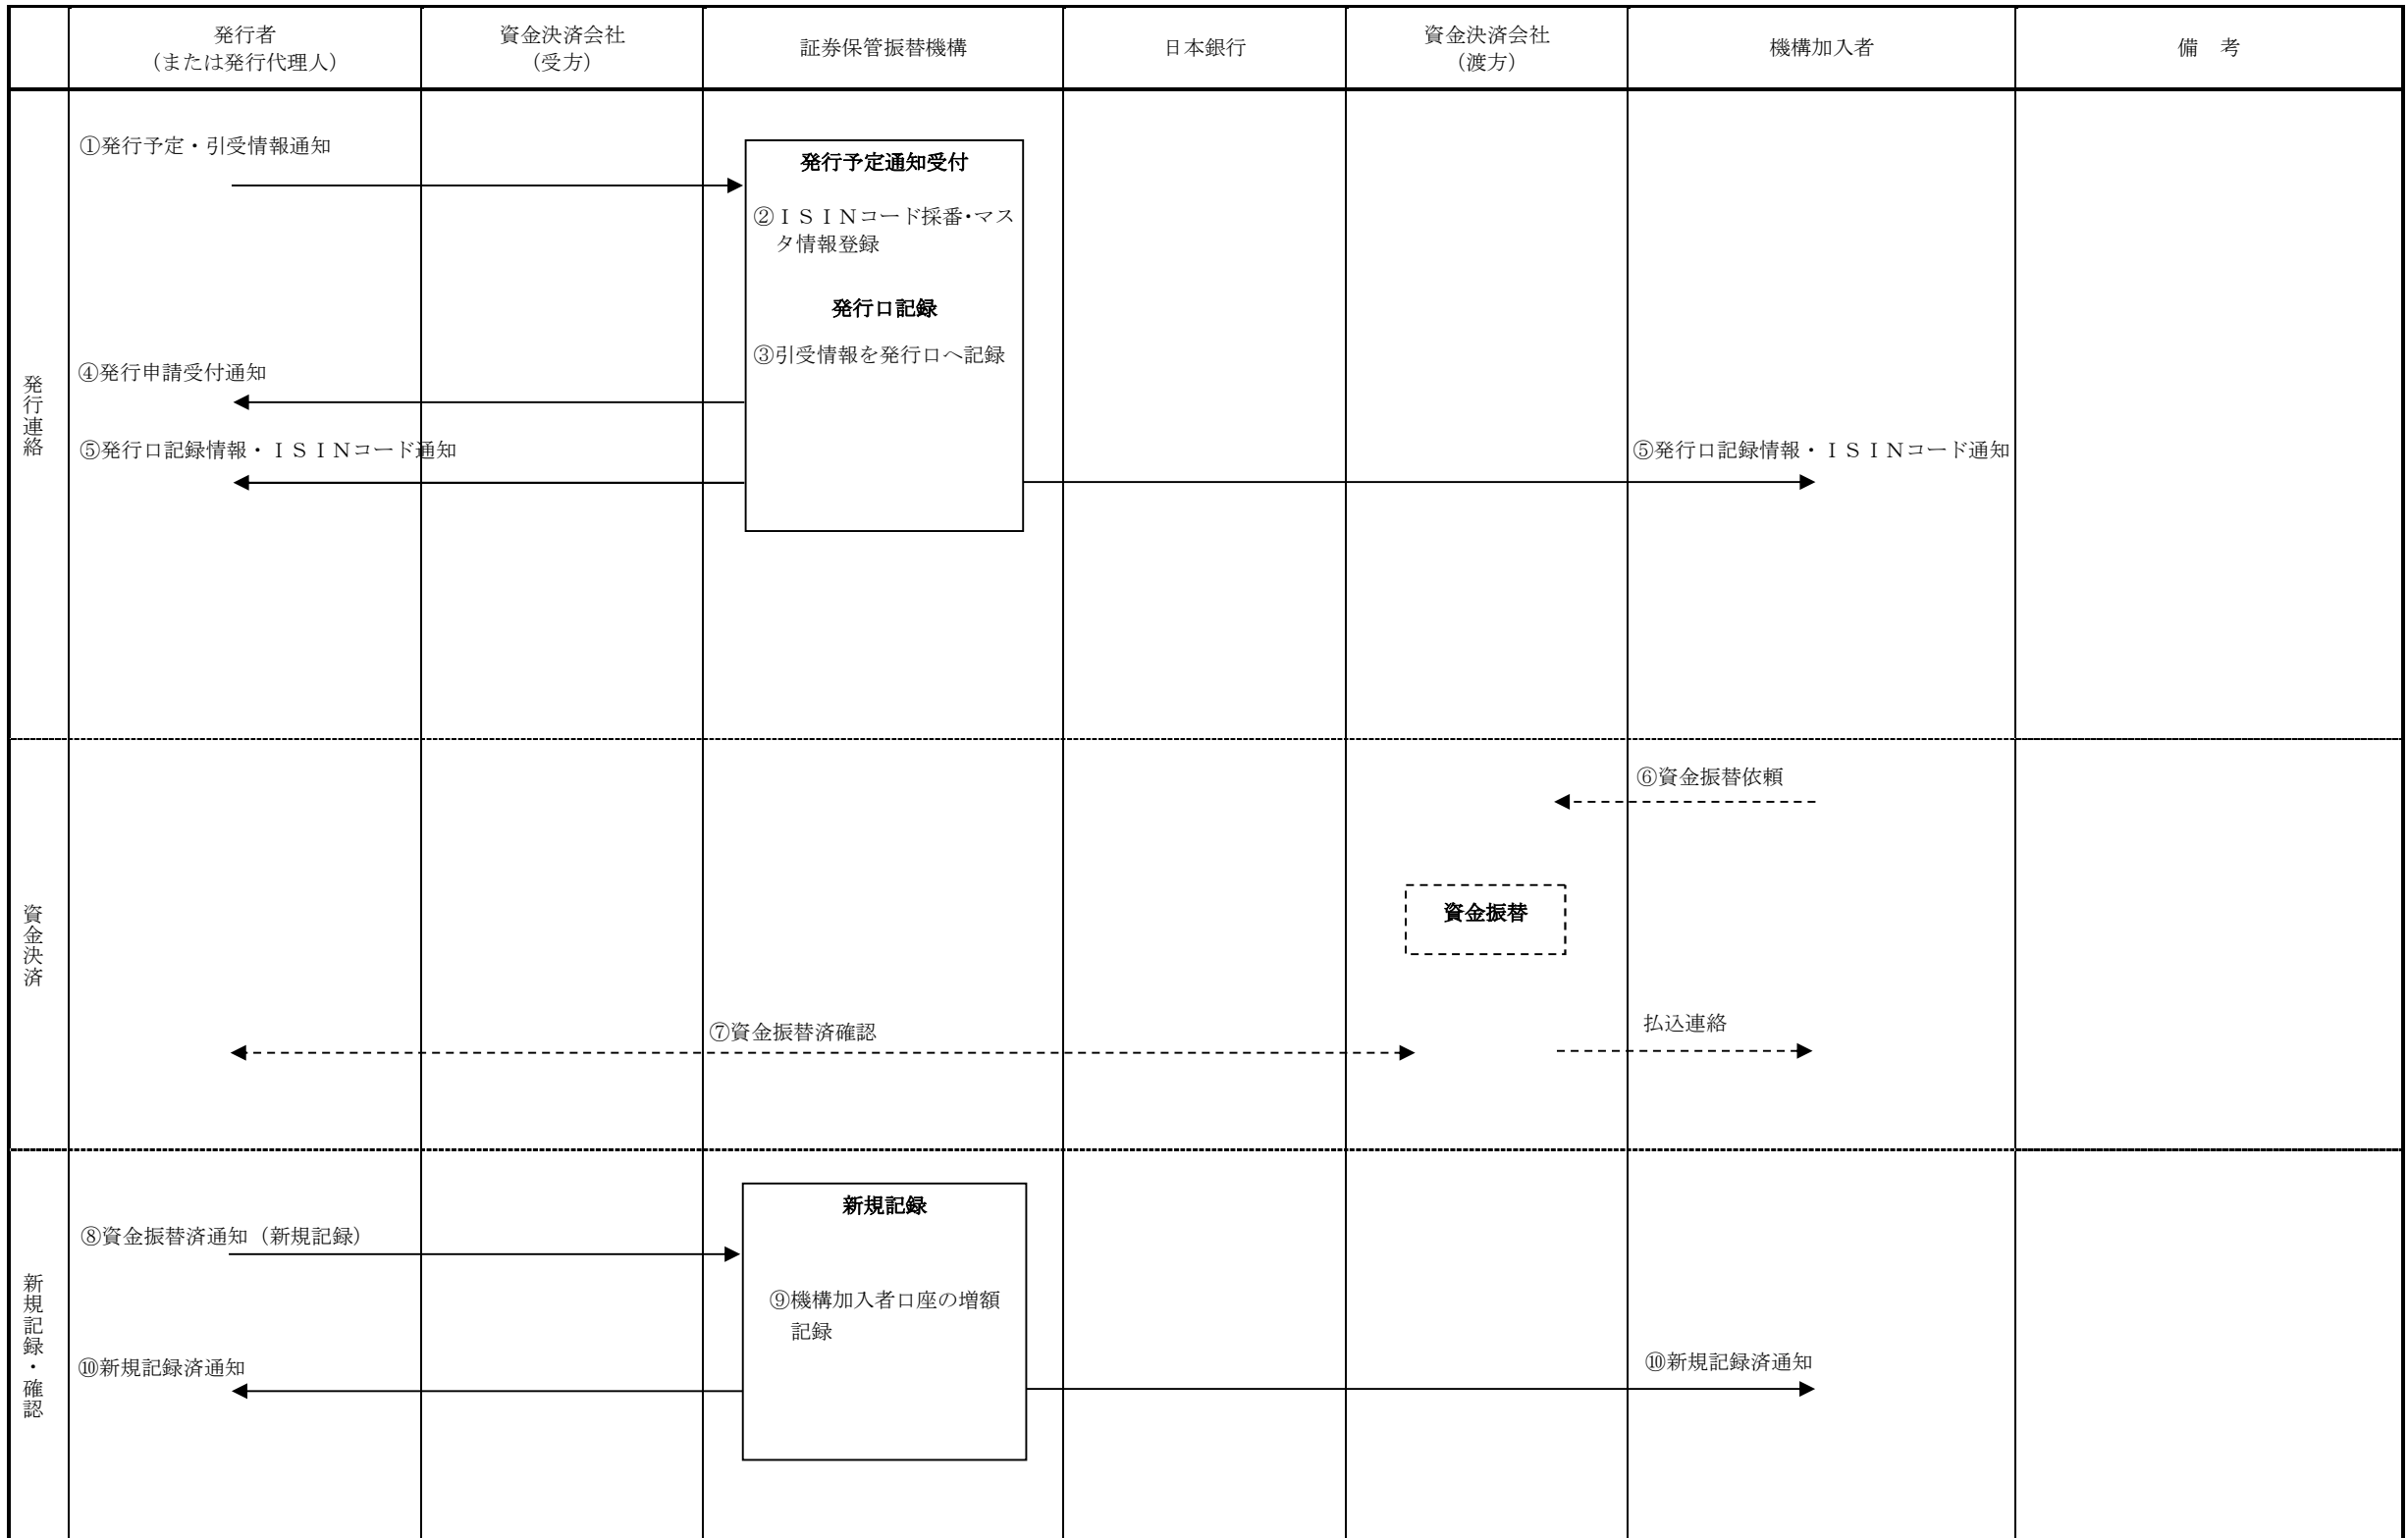 発行者
（または発行代理人）
資金決済会社
（受方）
証券保管振替機構
日本銀行
資金決済会社
（渡方）
機構加入者
備　考
発行連絡
①発行予定・引受情報通知
発行予定通知受付
②ＩＳＩＮコード採番･マス
タ情報登録
発行口記録
③引受情報を発行口へ記録
④発行申請受付通知
⑤発行口記録情報・ＩＳＩＮコード通知
⑤発行口記録情報・ＩＳＩＮコード通知
資金決済
⑥資金振替依頼
資金振替
⑦資金振替済確認
払込連絡
新規記録・確認
新規記録
⑧資金振替済通知（新規記録）
⑨機構加入者口座の増額
記録
⑩新規記録済通知
⑩新規記録済通知